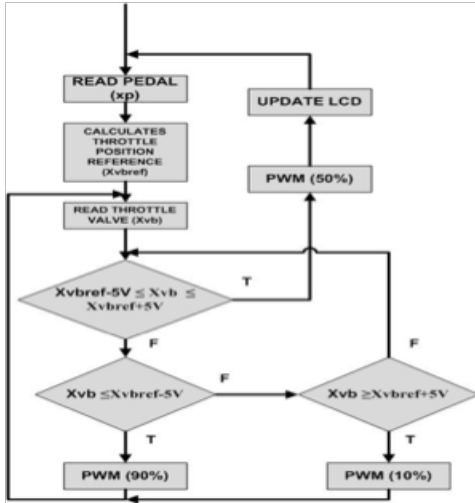 READ PEDAL
(xp)
UPDATE LCD
CALCULATES
THROTTLE
POSITION
REFERENCE
(Xvbref)
PWM (50%)
READ THROTTLE
VALVE (Xvb)
Xvbref-5V ≤ Xvb ≤
Xvbref+5V
T
F
F
Xvb ≤Xvbref-5V
F
Xvb ≥Xvbref+5V
T
T
PWM (90%)
PWM (10%)